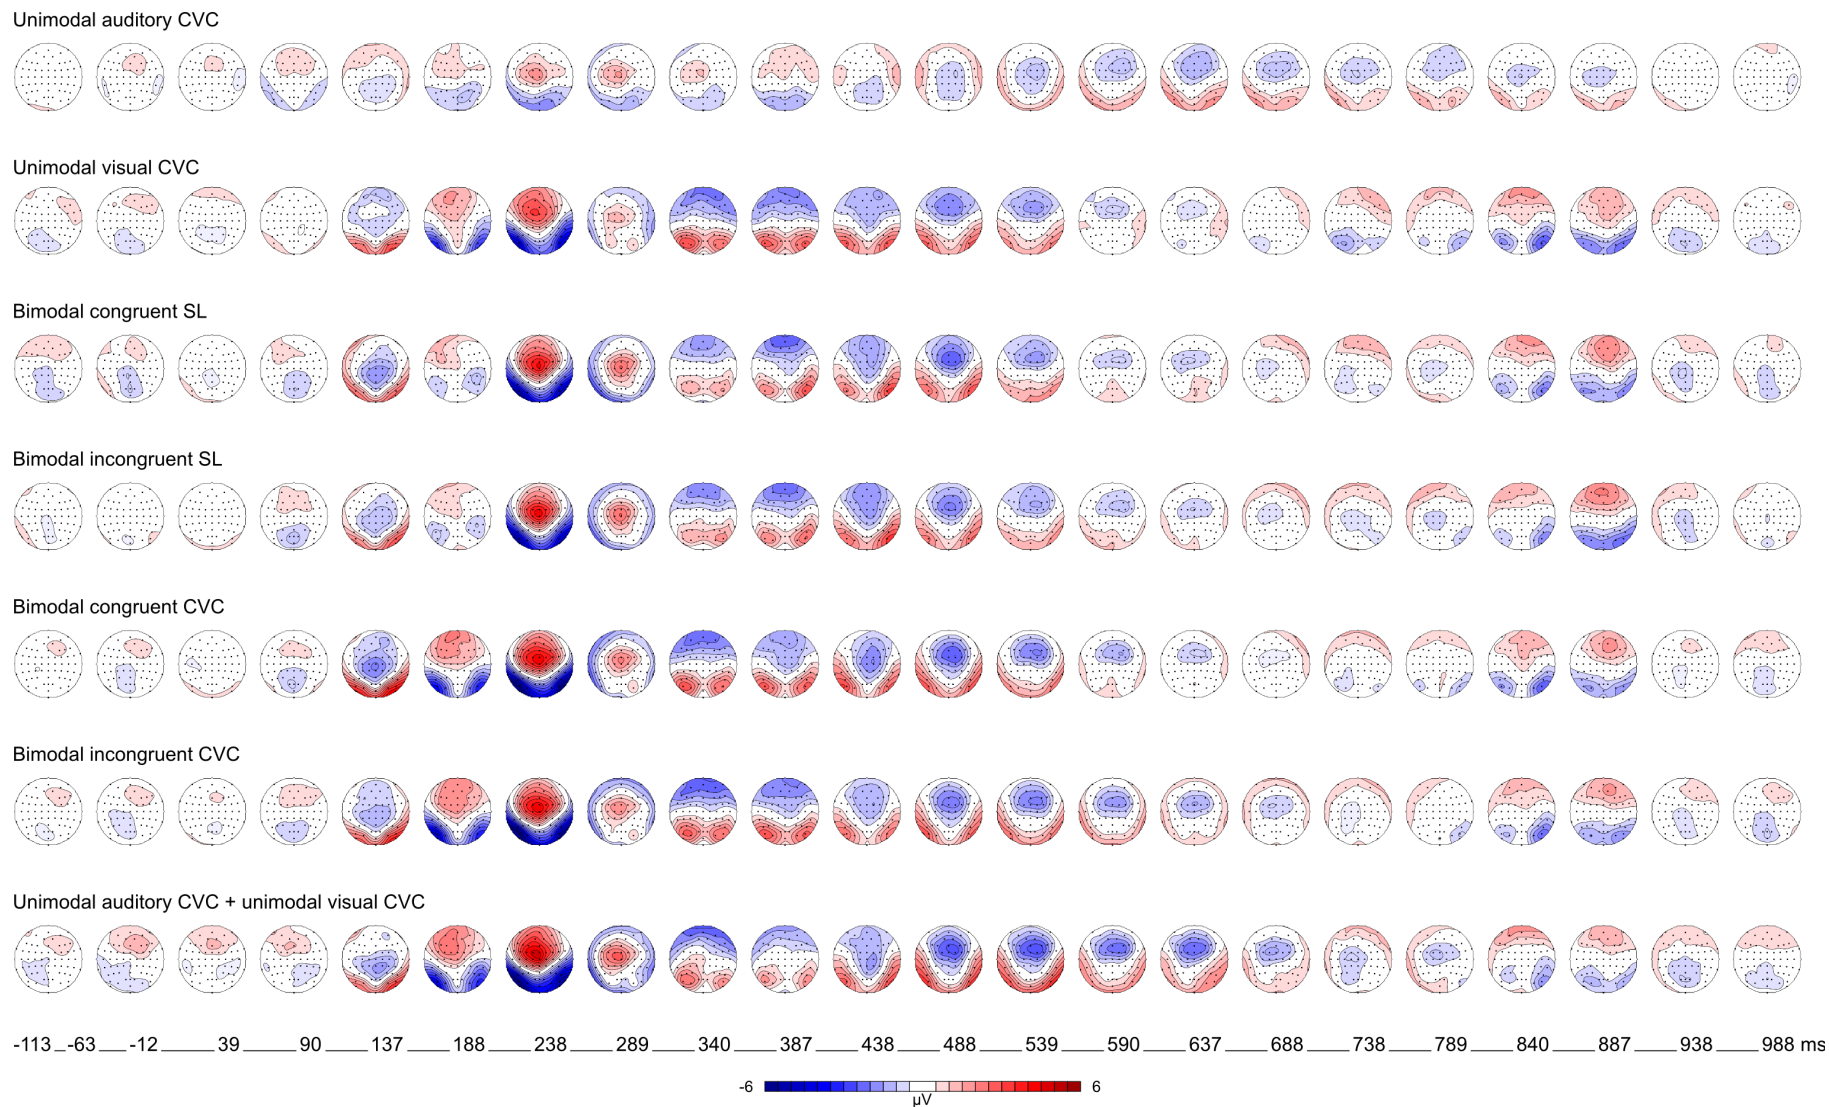 Unimodal auditory CVC
Unimodal visual CVC
Bimodal congruent SL
Bimodal incongruent SL
Bimodal congruent CVC
Bimodal incongruent CVC
Unimodal auditory CVC + unimodal visual CVC
-113 -63 -12 39 90 137 188 238 289 340 387 438 488 539 590 637 688 738 789 840 887 938 988 ms
-6 6
µV